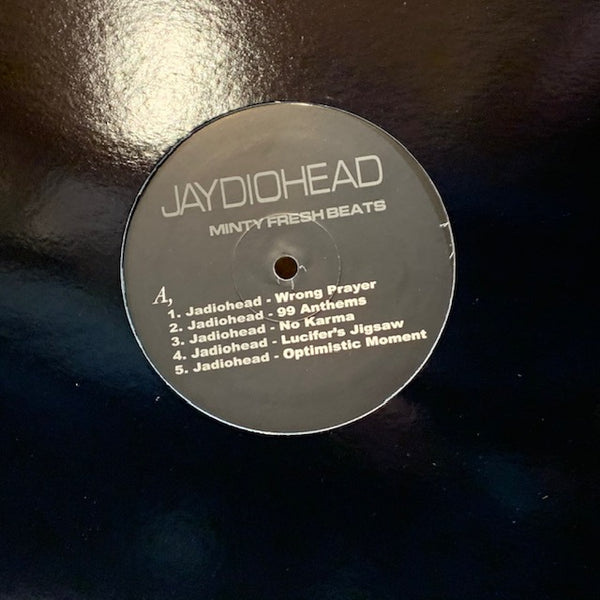 JAYDIOHEAD
MINTY FRESH BEATS
A,
1. Jadiohead - Wrong Prayer
2. Jadiohead - 99 Anthems
3. Jadiohead - No Karma
4. Jadiohead - Lucifer's Jigsaw
5. Jadiohead - Optimistic Moment